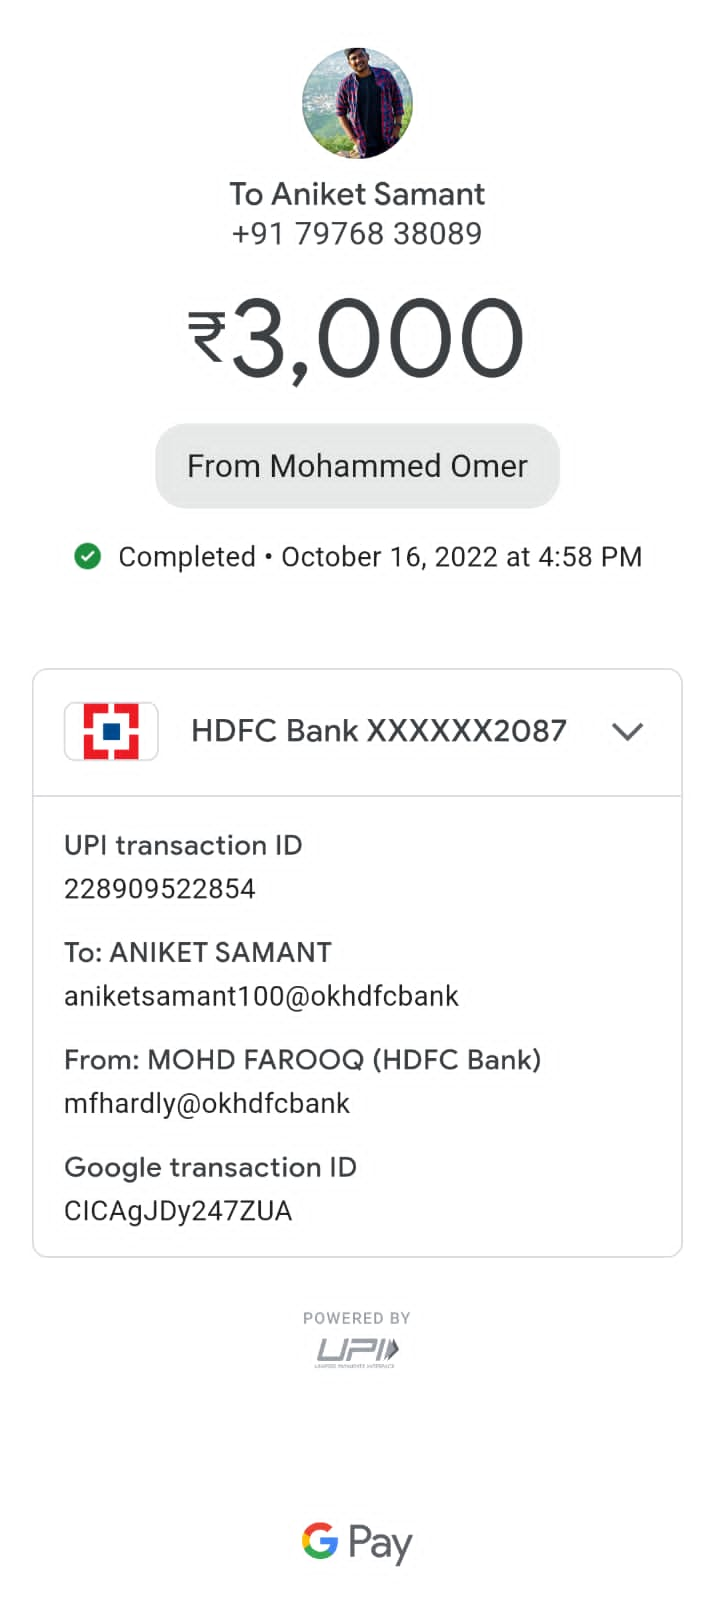 To Aniket Samant
+91 79768 38089
₹3,000
From Mohammed Omer
Completed • October 16, 2022 at 4:58 PM
HDFC Bank XXXXXX2087
UPI transaction ID
228909522854
To: ANIKET SAMANT
aniketsamant100@okhdfcbank
From: MOHD FAROOQ (HDFC Bank)
mfhardly@okhdfcbank
Google transaction ID
CICAgJDy247ZUA
POWERED BY
UPI
UNIFIED PAYMENTS INTERFACE
G Pay